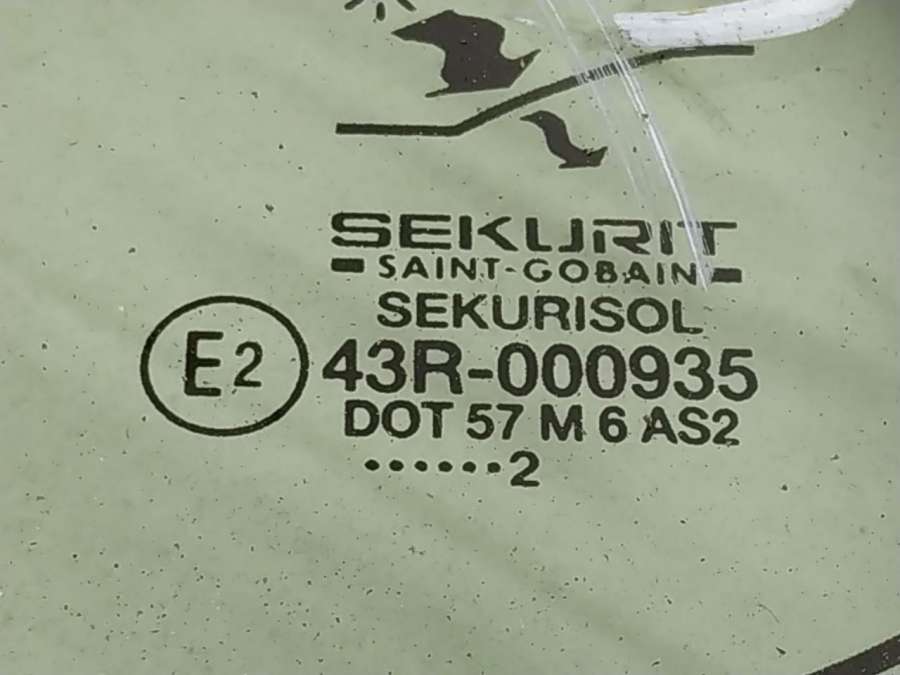 SEKURIT
SAINT-GOBAIN
SEKURISOL
E2 43R-000935
DOT 57 M 6 AS2
......2